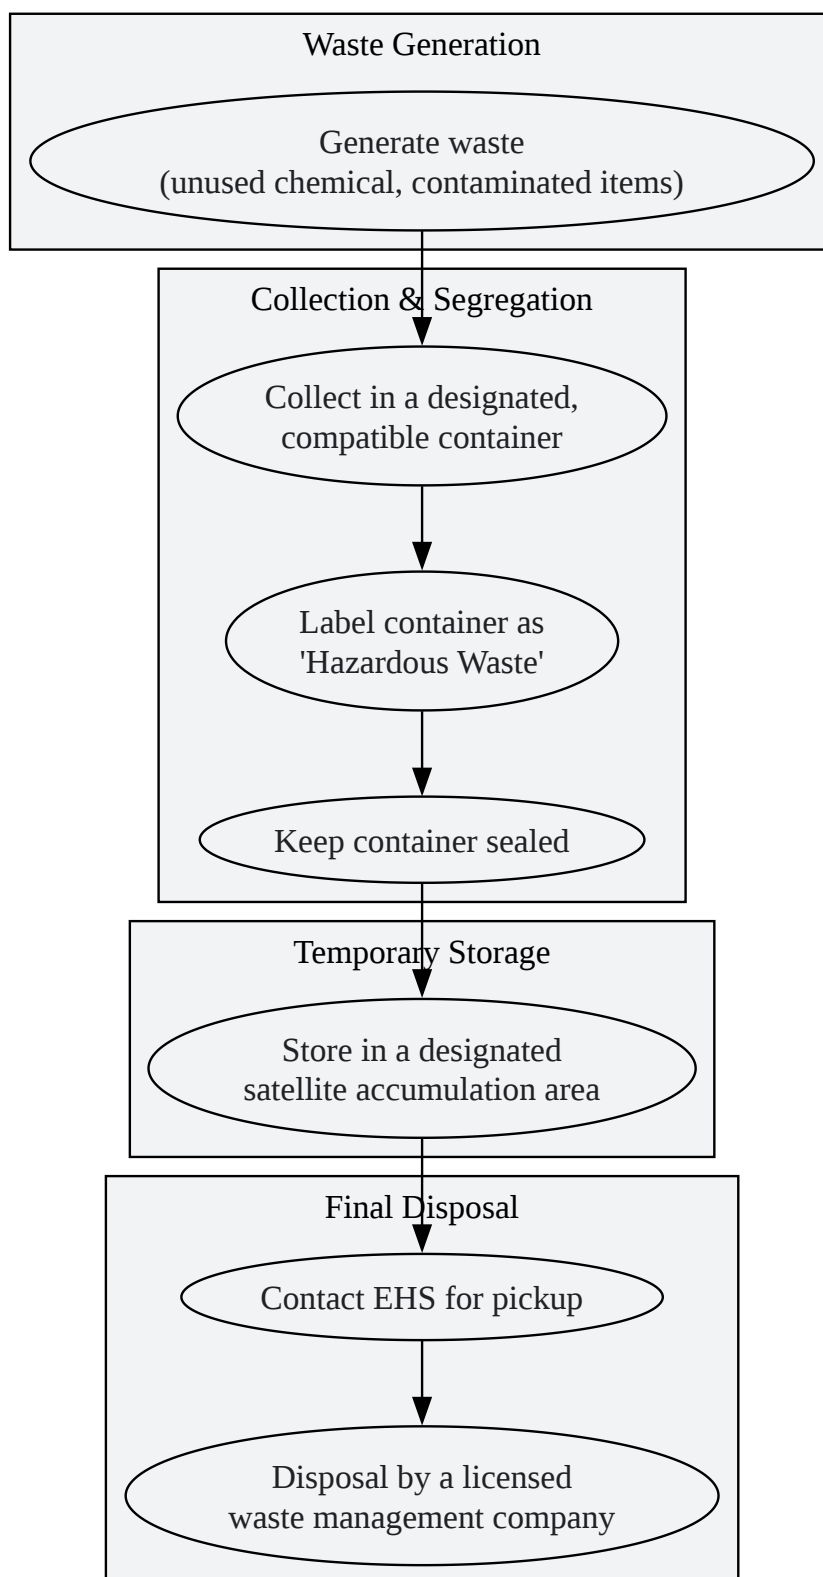 Waste Generation
Generate waste
(unused chemical, contaminated items)
Collection & Segregation
Collect in a designated,
compatible container
Label container as
'Hazardous Waste'
Keep container sealed
Temporary Storage
Store in a designated
satellite accumulation area
Final Disposal
Contact EHS for pickup
Disposal by a licensed
waste management company